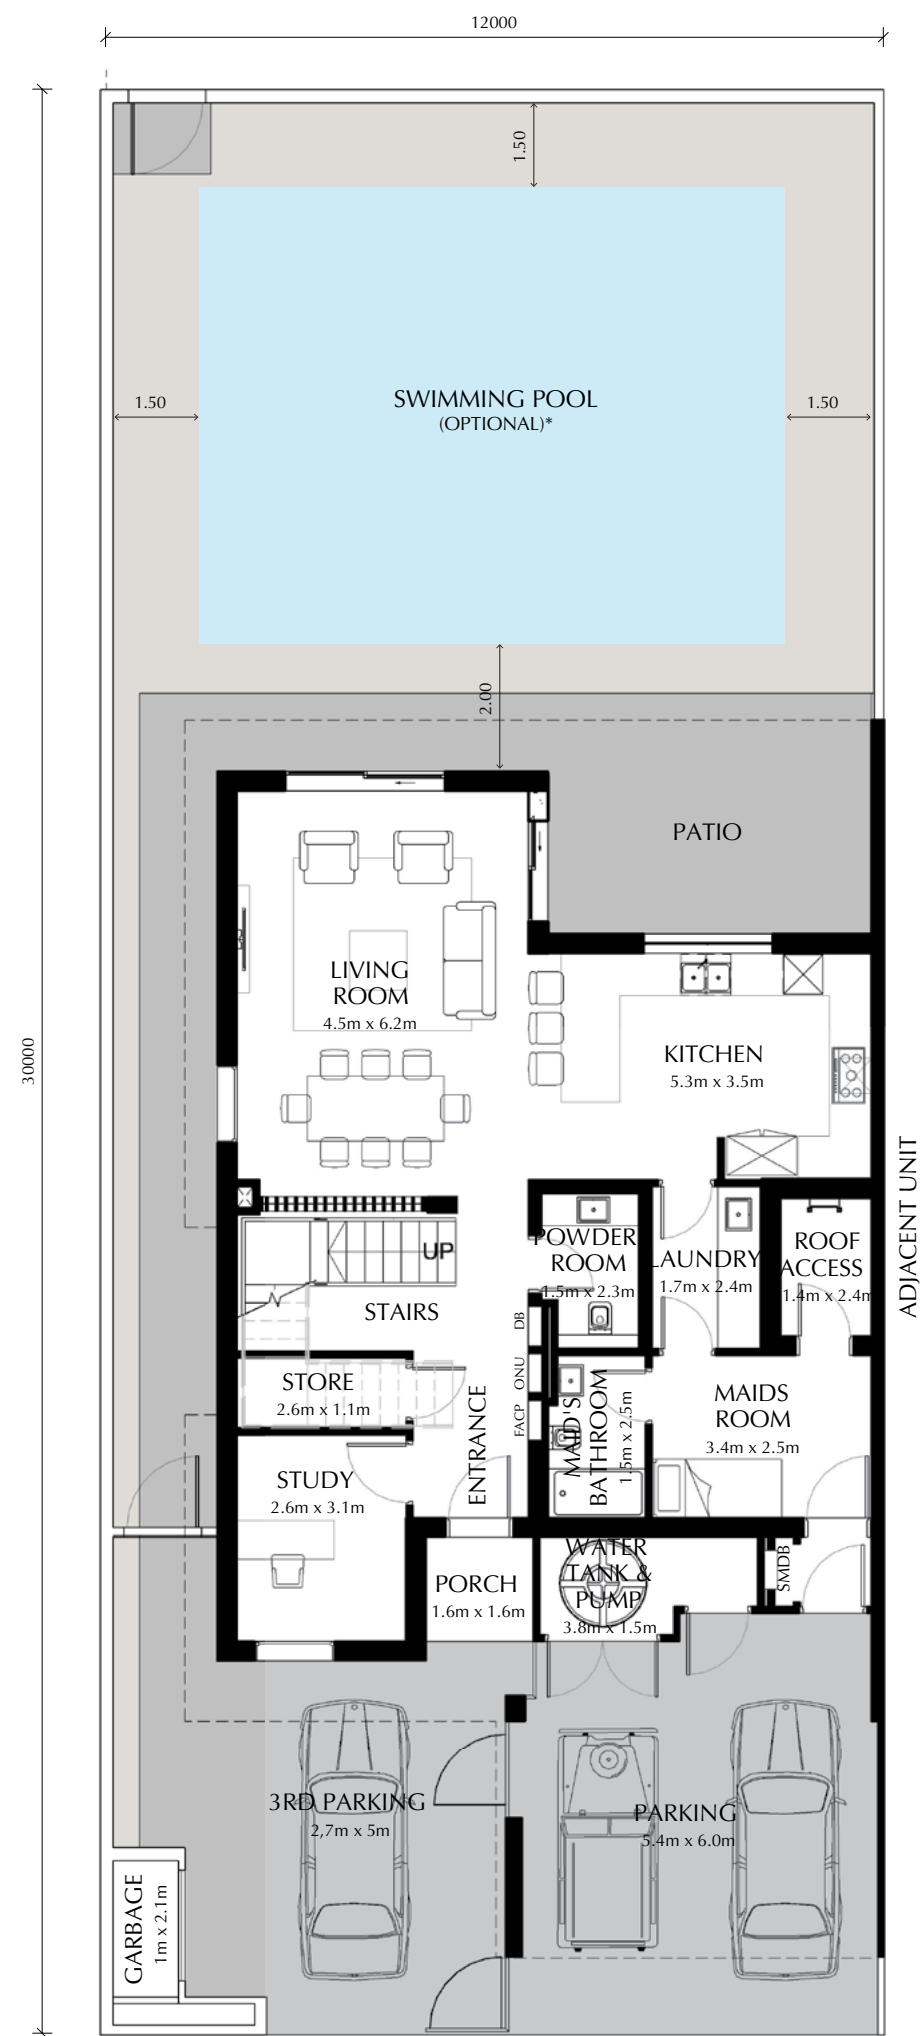 12000
1.50
SWIMMING POOL
(OPTIONAL)*
1.50
1.50
2.00
PATIO
LIVING
ROOM
4.5m x 6.2m
KITCHEN
5.3m x 3.5m
30000
ADJACENT UNIT
POWDER
ROOM
1.5m x 2.3m
LAUNDRY
1.7m x 2.4m
ROOF
ACCESS
1.4m x 2.4m
UP
STAIRS
DB
ONU
FACP
STORE
2.6m x 1.1m
ENTRANCE
MAID'S
BATHROOM
1.5m x 2.5m
MAIDS
ROOM
3.4m x 2.5m
STUDY
2.6m x 3.1m
PORCH
1.6m x 1.6m
WATER
TANK &
PUMP
3.8m x 1.5m
SMDB
3RD PARKING
2,7m x 5m
PARKING
5.4m x 6.0m
GARBAGE
1m x 2.1m